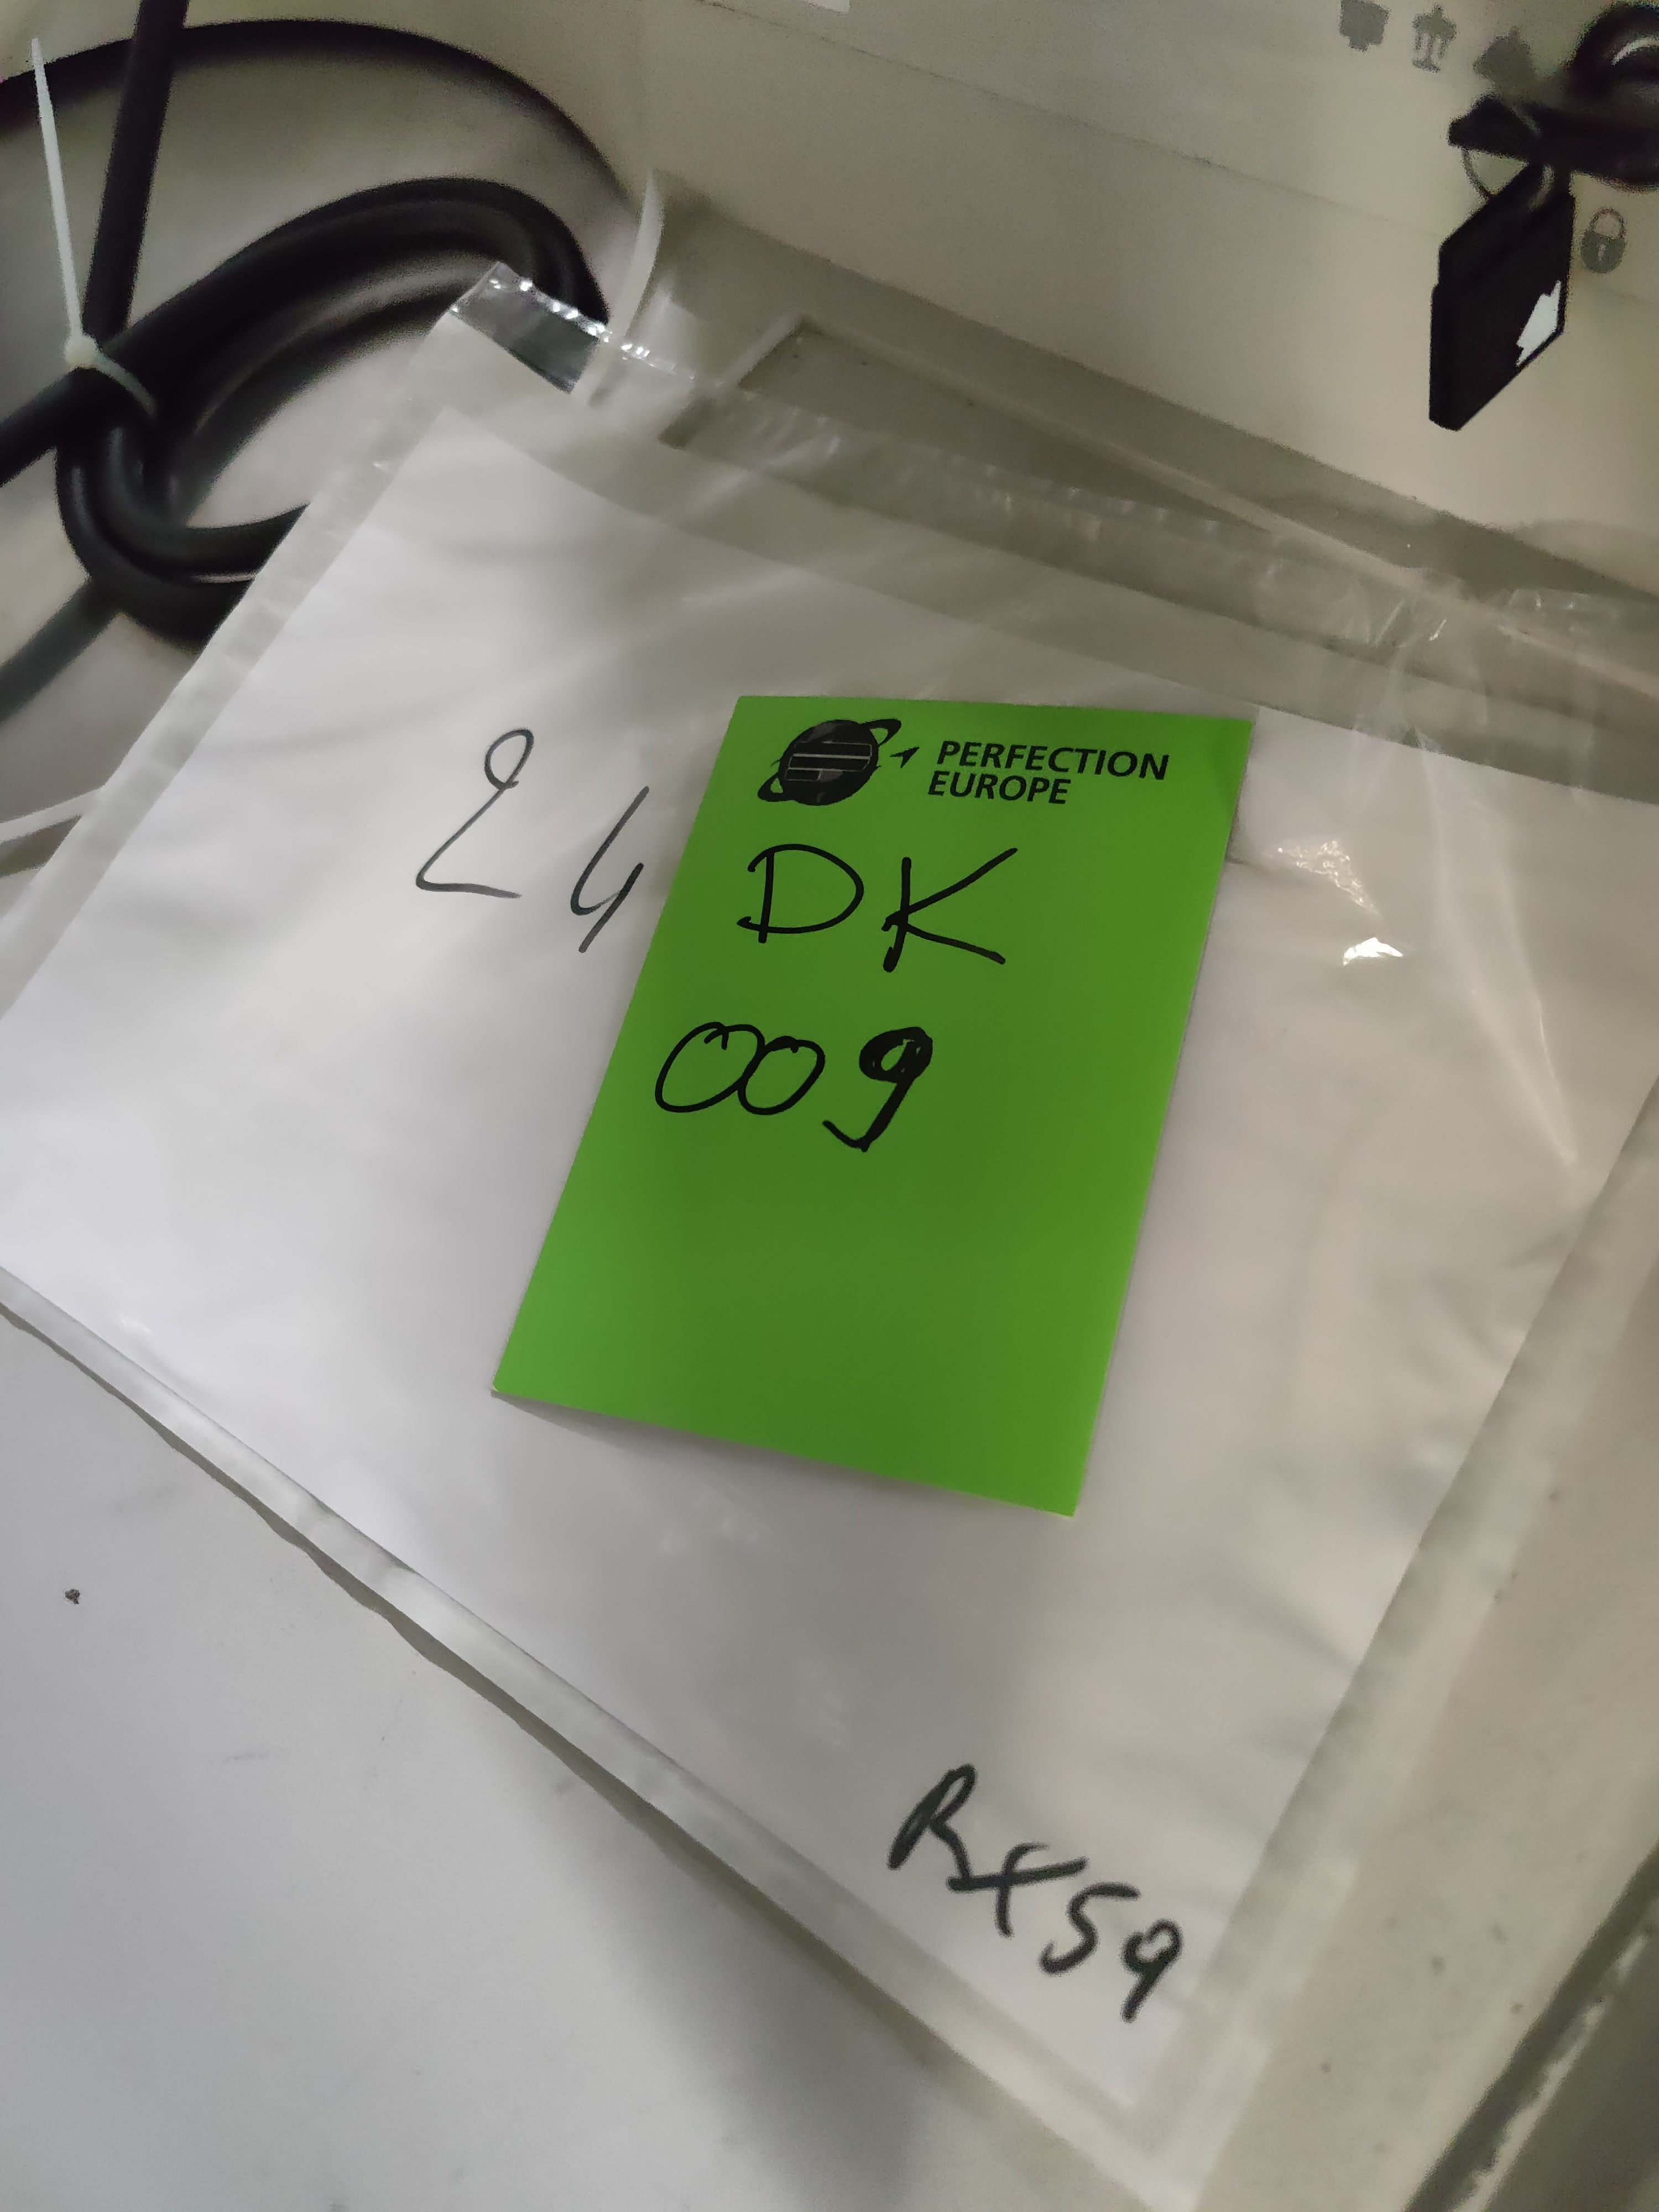 PERFECTION
EUROPE
24
DK
009
RX59